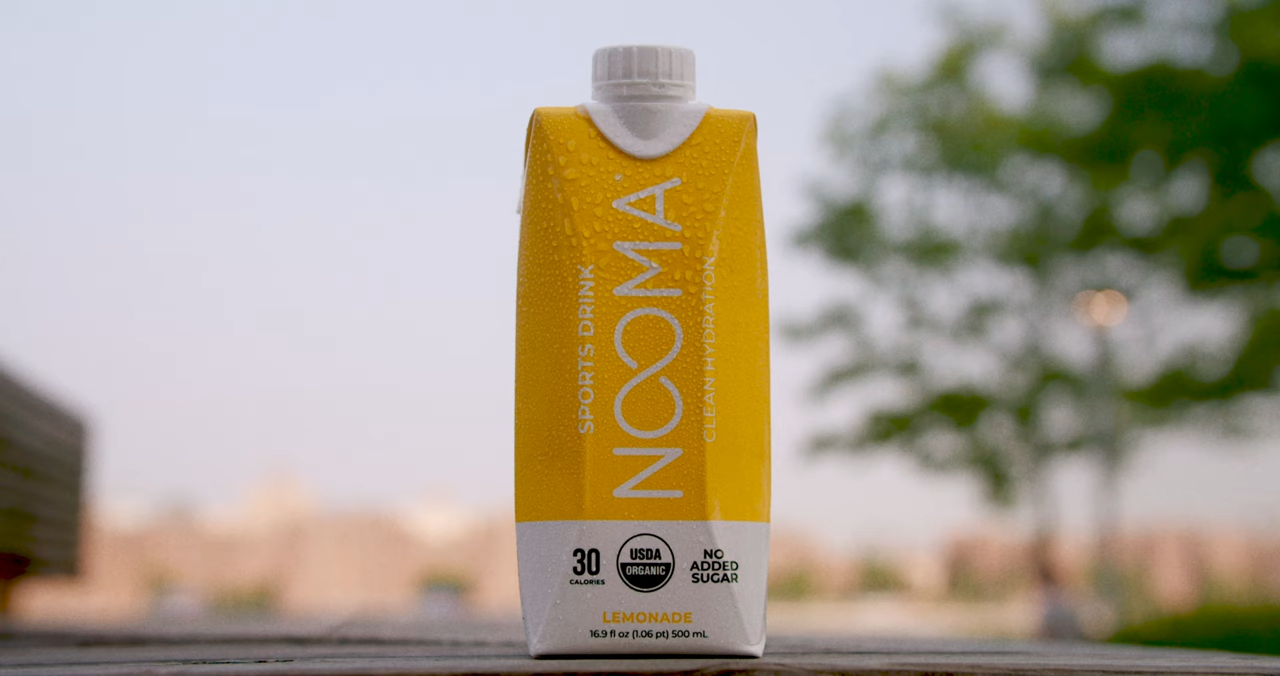 SPORTS DRINK
NOOMA
CLEAN HYDRATION
30
CALORIES
USDA
ORGANIC
NO
ADDED
SUGAR
LEMONADE
16.9 fl oz (1.06 pt) 500 mL